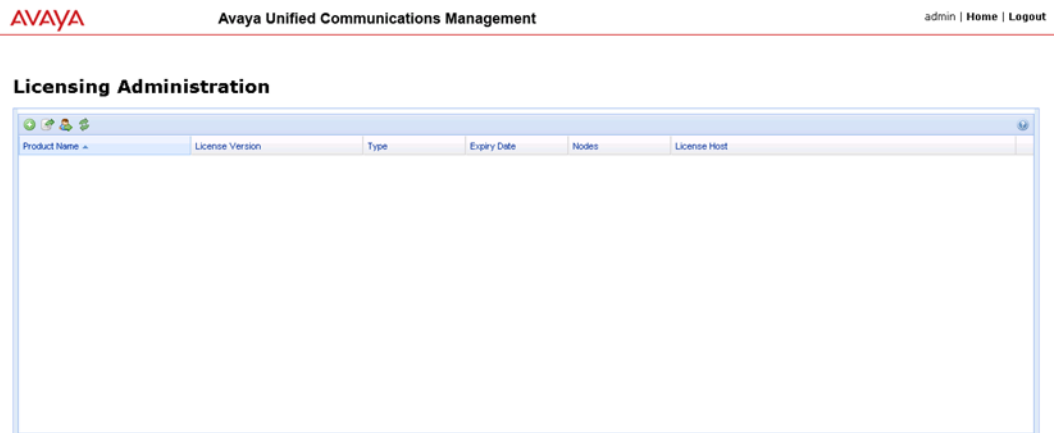 AVAYA Avaya Unified Communications Management admin | Home | Logout
Licensing Administration
Product Name License Version Type Expiry Date Nodes License Host